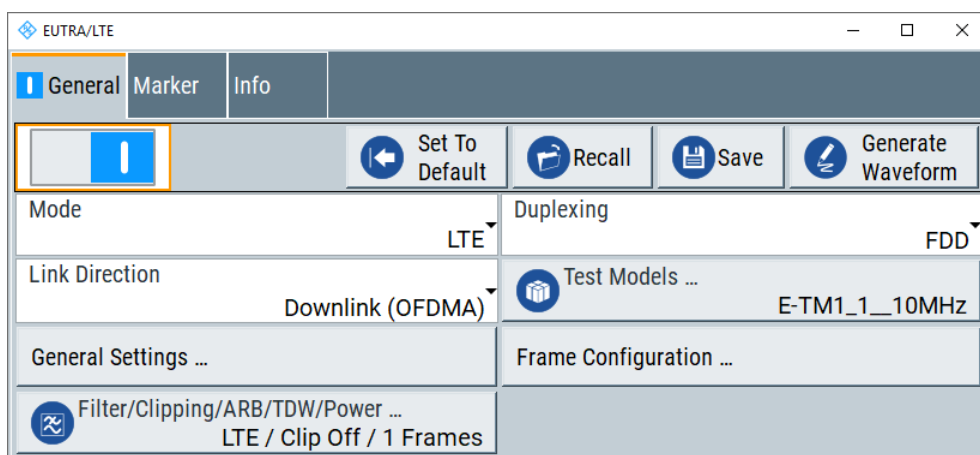 EUTRA/LTE
General Marker Info
Set To
Default
Recall
Save
Generate
Waveform
Mode
LTE
Duplexing
FDD
Link Direction
Downlink (OFDMA)
Test Models ...
E-TM1_1__10MHz
General Settings ...
Frame Configuration ...
Filter/Clipping/ARB/TDW/Power ...
LTE / Clip Off / 1 Frames